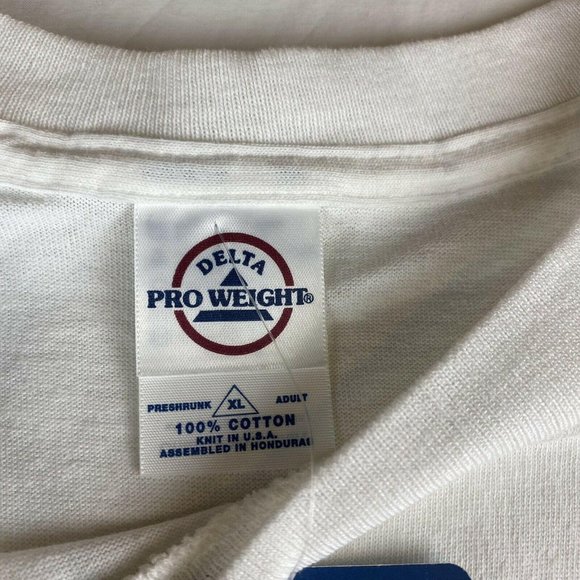 DELTA
PRO WEIGHT®
PRESHRUNK XL ADULT
100% COTTON
KNIT IN U.S.A.
ASSEMBLED IN HONDURAS